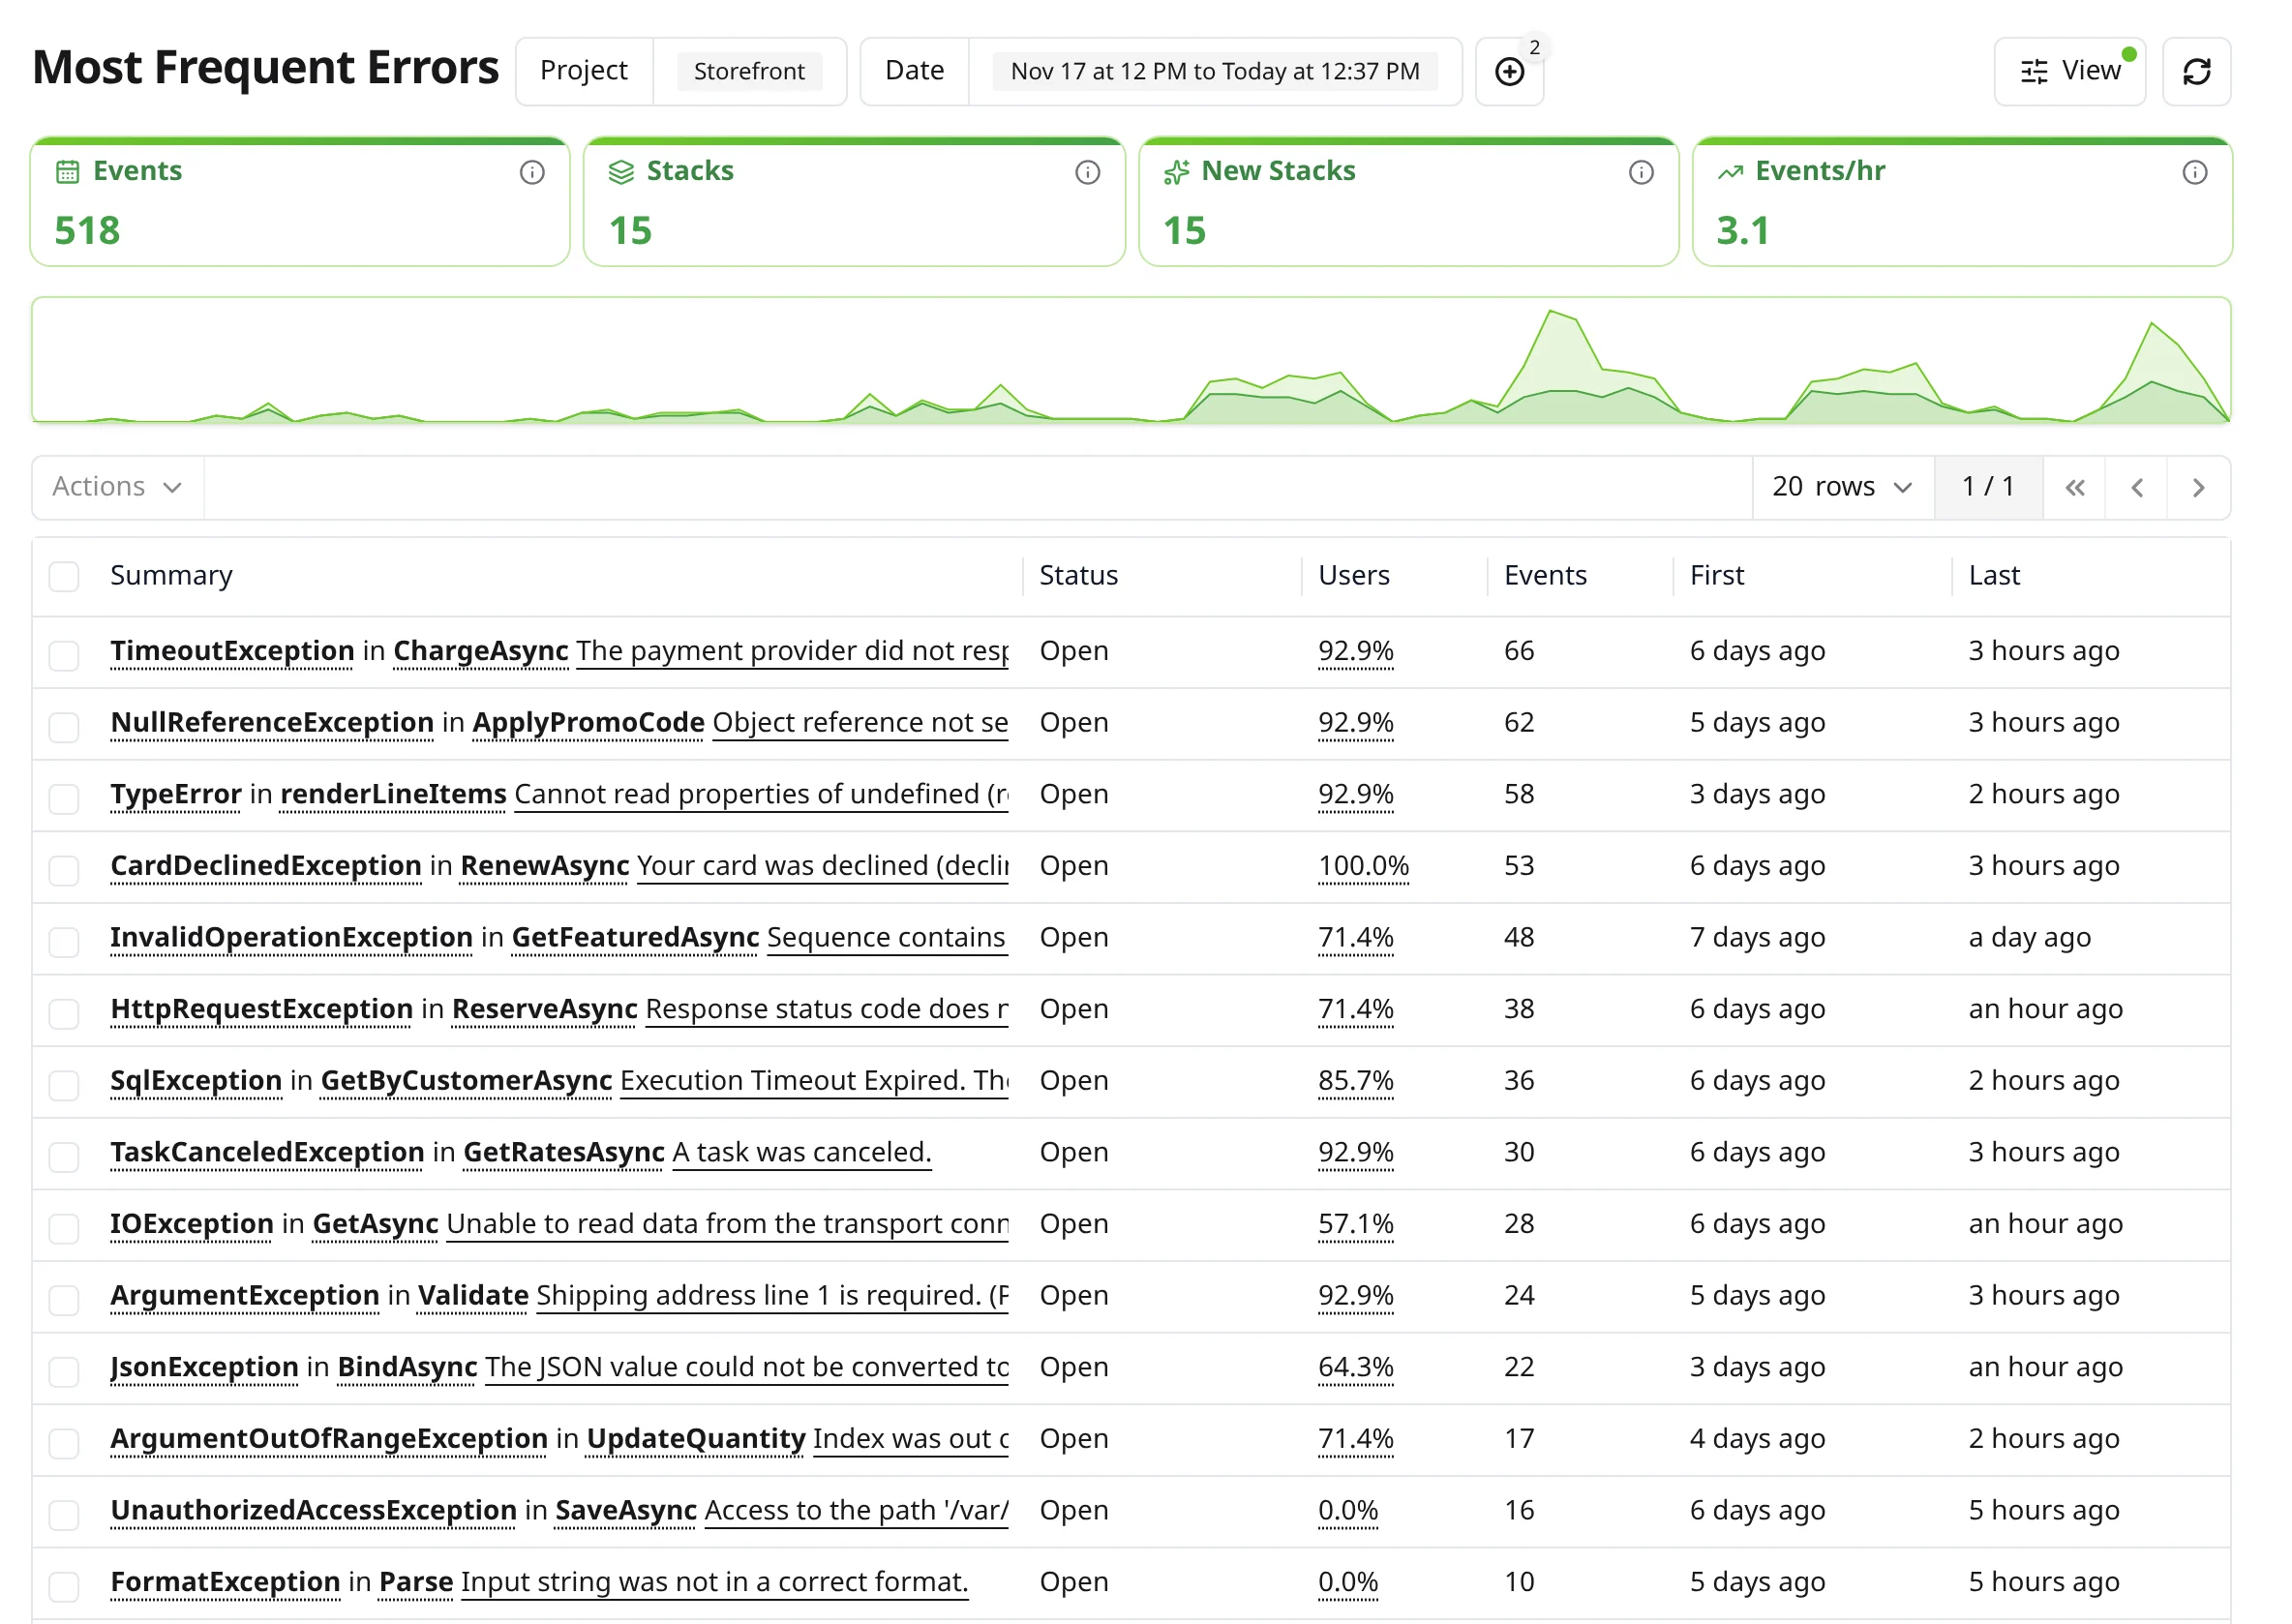 Most Frequent Errors Project Storefront Date Nov 17 at 12 PM to Today at 12:37 PM 2 View
Events Stacks New Stacks Events/hr
518 15 15 3.1
Actions 20 rows 1 / 1
Summary Status Users Events First Last
TimeoutException in ChargeAsync The payment provider did not resp Open 92.9% 66 6 days ago 3 hours ago
NullReferenceException in ApplyPromoCode Object reference not se Open 92.9% 62 5 days ago 3 hours ago
TypeError in renderLineItems Cannot read properties of undefined (r Open 92.9% 58 3 days ago 2 hours ago
CardDeclinedException in RenewAsync Your card was declined (declin Open 100.0% 53 6 days ago 3 hours ago
InvalidOperationException in GetFeaturedAsync Sequence contains Open 71.4% 48 7 days ago a day ago
HttpRequestException in ReserveAsync Response status code does n Open 71.4% 38 6 days ago an hour ago
SqlException in GetByCustomerAsync Execution Timeout Expired. The Open 85.7% 36 6 days ago 2 hours ago
TaskCanceledException in GetRatesAsync A task was canceled. Open 92.9% 30 6 days ago 3 hours ago
IOException in GetAsync Unable to read data from the transport conn Open 57.1% 28 6 days ago an hour ago
ArgumentException in Validate Shipping address line 1 is required. (P Open 92.9% 24 5 days ago 3 hours ago
JsonException in BindAsync The JSON value could not be converted to Open 64.3% 22 3 days ago an hour ago
ArgumentOutOfRangeException in UpdateQuantity Index was out o Open 71.4% 17 4 days ago 2 hours ago
UnauthorizedAccessException in SaveAsync Access to the path '/var/ Open 0.0% 16 6 days ago 5 hours ago
FormatException in Parse Input string was not in a correct format. Open 0.0% 10 5 days ago 5 hours ago